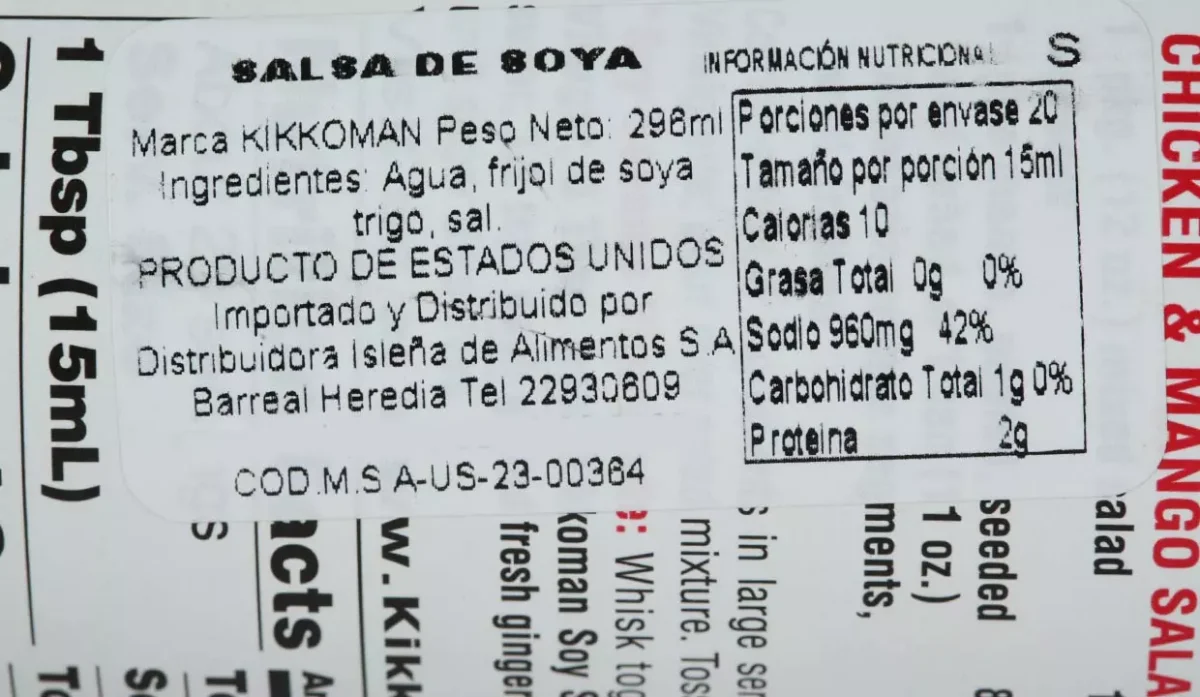 SALSA DE SOYA
Marca KIKKOMAN Peso Neto: 296ml
Ingredientes: Agua, frijol de soya
trigo, sal.
PRODUCTO DE ESTADOS UNIDOS
Importado y Distribuido por
Distribuidora Isleña de Alimentos S.A
Barreal Heredia Tel 22930609
COD.M.S A-US-23-00364
INFORMACIÓN NUTRICIONAL
S
Porciones por envase 20
Tamaño por porción 15ml
Calorias 10
Grasa Total 0g 0%
Sodio 960mg 42%
Carbohidrato Total 1g 0%
Proteina 2g
CHICKEN & MANGO SALA
alad
seeded
1 oz.)
ments,
s in large ser
mixture. Tos
: Whisk tog
koman Soy S
fresh ginger
w.Kikk
acts
1 Tbsp (15mL)